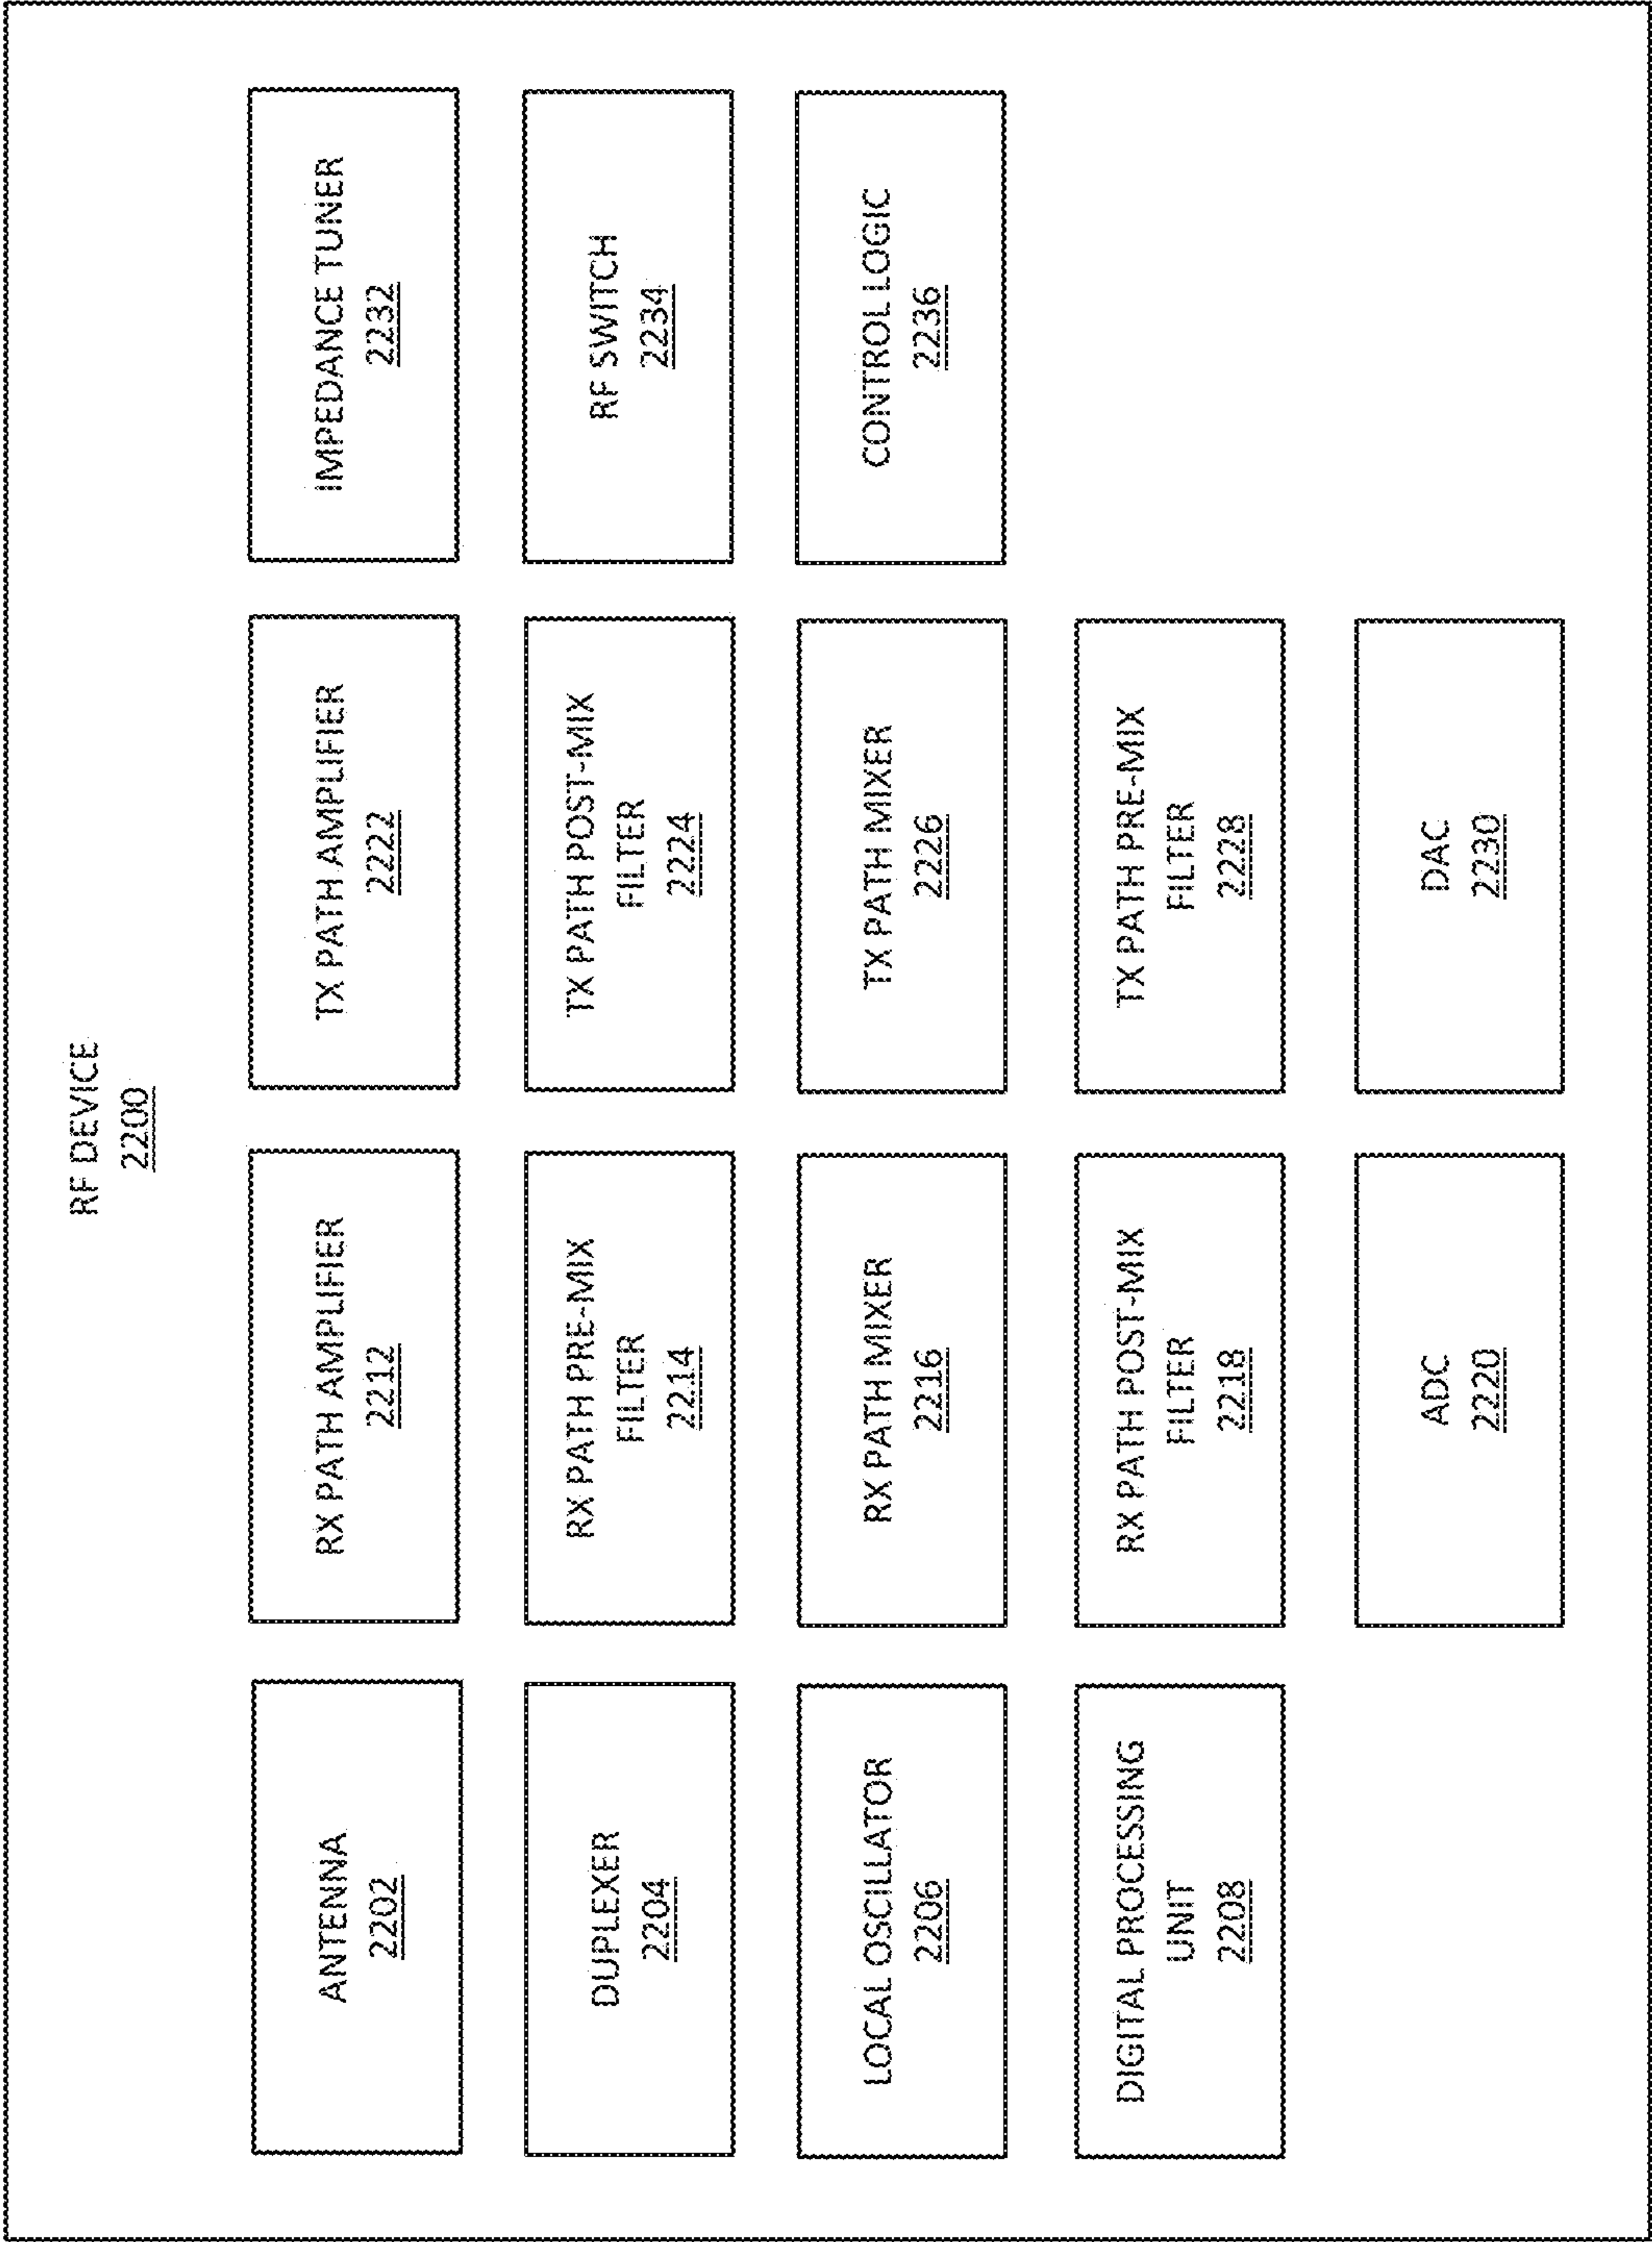 RF DEVICE
2200
ANTENNA
2202
DUPLEXER
2204
LOCAL OSCILLATOR
2206
DIGITAL PROCESSING
UNIT
2208
RX PATH AMPLIFIER
2212
RX PATH PRE-MIX
FILTER
2214
RX PATH MIXER
2216
RX PATH POST-MIX
FILTER
2218
ADC
2220
TX PATH AMPLIFIER
2222
TX PATH POST-MIX
FILTER
2224
TX PATH MIXER
2226
TX PATH PRE-MIX
FILTER
2228
DAC
2230
IMPEDANCE TUNER
2232
RF SWITCH
2234
CONTROL LOGIC
2236